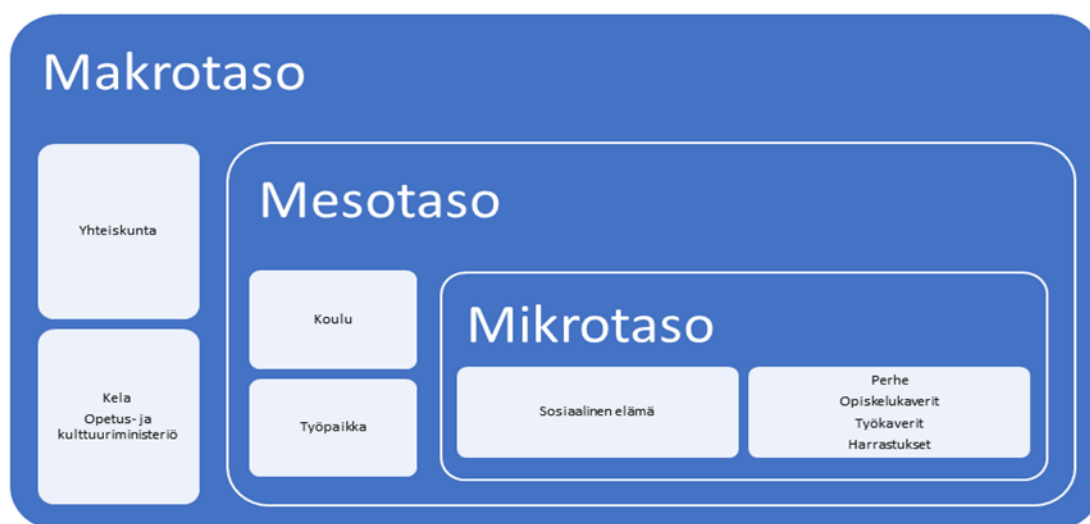 Makrotaso
Yhteiskunta
Kela
Opetus- ja
kulttuuriministeriö
Mesotaso
Koulu
Työpaikka
Mikrotaso
Sosiaalinen elämä
Perhe
Opiskelukaverit
Työkaverit
Harrastukset